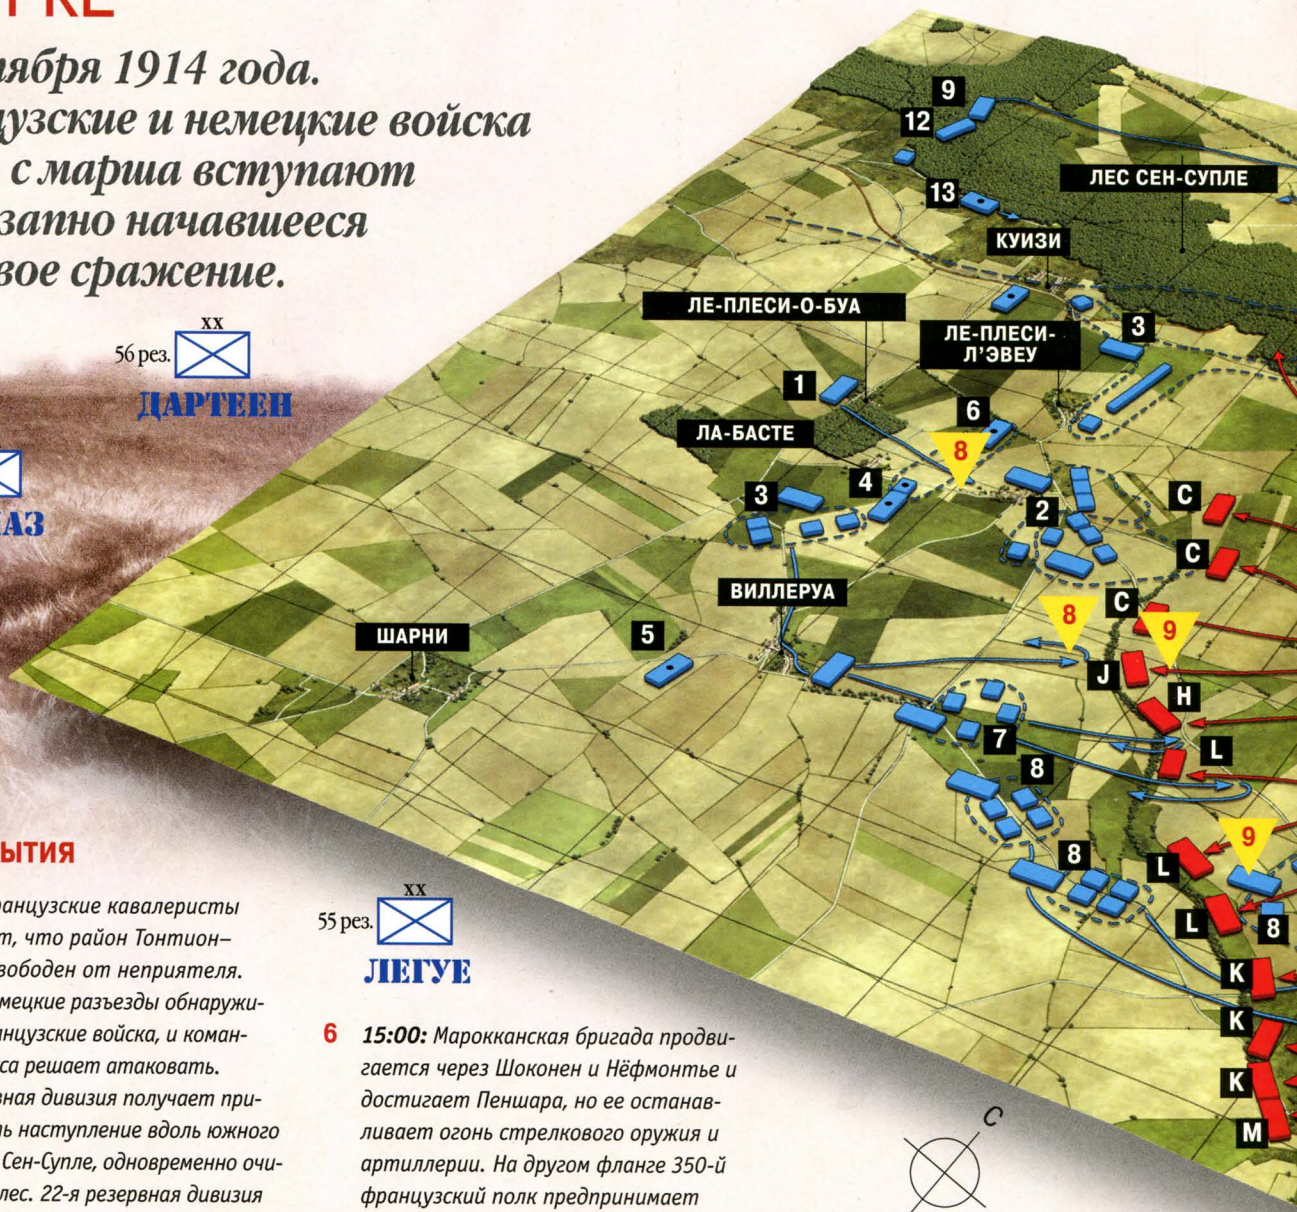 тября 1914 года.
цузские и немецкие войска
с марша вступают
запно начавшееся
вое сражение.
xx
56 рез.
ДАРТЕЕН
АЗ
9
12
13
ЛЕС СЕН-СУПЛЕ
КУИЗИ
ЛЕ-ПЛЕСИ-О-БУА
ЛЕ-ПЛЕСИ-
Л'ЭВЕУ
3
1
6
ЛА-БАСТЕ
8
3
4
2
C
C
ВИЛЛЕРУА
C
8
9
ШАРНИ
5
J
H
7
L
8
9
8
L
L
8
K
K
K
M
ЫТИЯ
анцузские кавалеристы
т, что район Тонтион–
вободен от неприятеля.
мецкие разъезды обнаружи-
нцузские войска, и коман-
са решает атаковать.
вная дивизия получает при-
ть наступление вдоль южного
Сен-Супле, одновременно очи-
лес. 22-я резервная дивизия
xx
55 рез.
ЛЕГУЕ
6 15:00: Марокканская бригада продви-
гается через Шоконен и Нёфмонтье и
достигает Пеншара, но ее останав-
ливает огонь стрелкового оружия и
артиллерии. На другом фланге 350-й
французский полк предпринимает
С